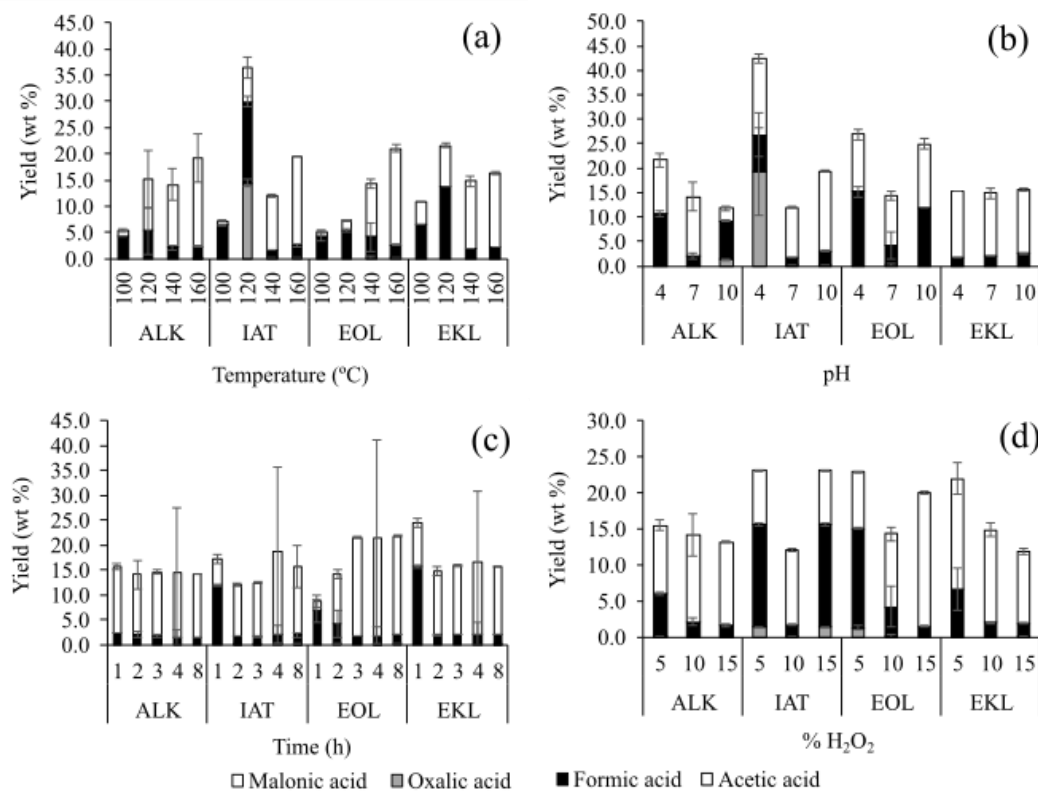 (a)
Yield (wt %)
45.0
40.0
35.0
30.0
25.0
20.0
15.0
10.0
5.0
0.0
100 120 140 160 100 120 140 160 100 120 140 160 100 120 140 160
ALK IAT EOL EKL
Temperature (ºC)
(b)
Yield (wt %)
50.0
45.0
40.0
35.0
30.0
25.0
20.0
15.0
10.0
5.0
0.0
4 7 10 4 7 10 4 7 10 4 7 10
ALK IAT EOL EKL
pH
(c)
Yield (wt %)
45.0
40.0
35.0
30.0
25.0
20.0
15.0
10.0
5.0
0.0
1 2 3 4 8 1 2 3 4 8 1 2 3 4 8 1 2 3 4 8
ALK IAT EOL EKL
Time (h)
(d)
Yield (wt %)
30.0
25.0
20.0
15.0
10.0
5.0
0.0
5 10 15 5 10 15 5 10 15 5 10 15
ALK IAT EOL EKL
% H₂O₂
Malonic acid Oxalic acid Formic acid Acetic acid